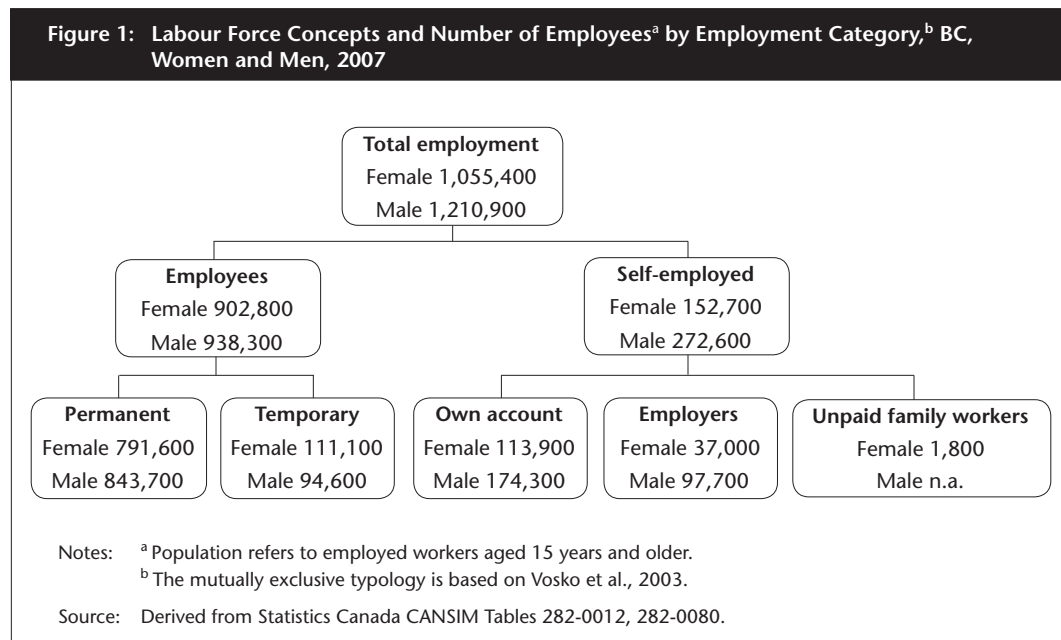 Figure 1: Labour Force Concepts and Number of Employeesᵃ by Employment Category,ᵇ BC,
Women and Men, 2007
Total employment
Female 1,055,400
Male 1,210,900
Employees
Female 902,800
Male 938,300
Self-employed
Female 152,700
Male 272,600
Permanent
Female 791,600
Male 843,700
Temporary
Female 111,100
Male 94,600
Own account
Female 113,900
Male 174,300
Employers
Female 37,000
Male 97,700
Unpaid family workers
Female 1,800
Male n.a.
Notes: ᵃ Population refers to employed workers aged 15 years and older.
ᵇ The mutually exclusive typology is based on Vosko et al., 2003.
Source: Derived from Statistics Canada CANSIM Tables 282-0012, 282-0080.